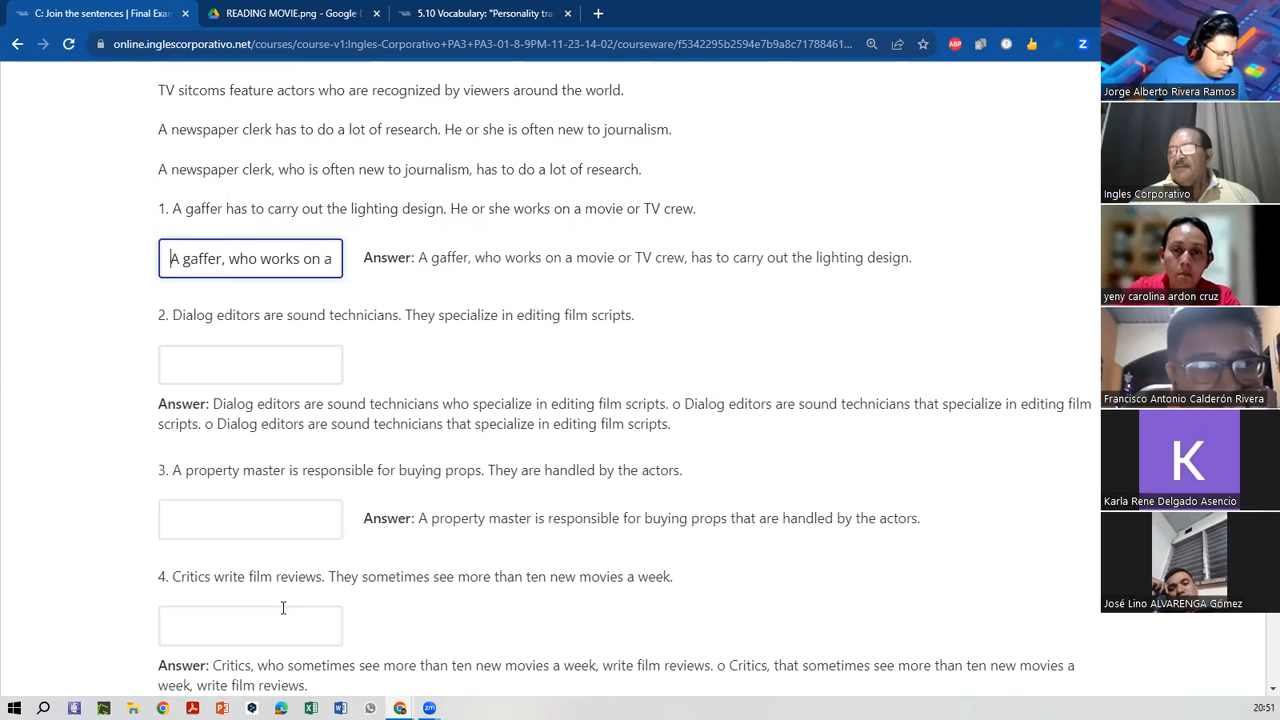 C: Join the sentences | Final Exam
READING MOVIE.png - Google D
5.10 Vocabulary: "Personality tra
online.inglescorporativo.net/courses/course-v1:Ingles-Corporativo+PA3+PA3-01-8-9PM-11-23-14-02/courseware/f5342295b2594e7b9a8c71788461...
ABP
Z
TV sitcoms feature actors who are recognized by viewers around the world.
A newspaper clerk has to do a lot of research. He or she is often new to journalism.
A newspaper clerk, who is often new to journalism, has to do a lot of research.
1. A gaffer has to carry out the lighting design. He or she works on a movie or TV crew.
A gaffer, who works on a
Answer: A gaffer, who works on a movie or TV crew, has to carry out the lighting design.
2. Dialog editors are sound technicians. They specialize in editing film scripts.
Answer: Dialog editors are sound technicians who specialize in editing film scripts. o Dialog editors are sound technicians that specialize in editing film
scripts. o Dialog editors are sound technicians that specialize in editing film scripts.
3. A property master is responsible for buying props. They are handled by the actors.
Answer: A property master is responsible for buying props that are handled by the actors.
4. Critics write film reviews. They sometimes see more than ten new movies a week.
Answer: Critics, who sometimes see more than ten new movies a week, write film reviews. o Critics, that sometimes see more than ten new movies a
week, write film reviews.
Jorge Alberto Rivera Ramos
Ingles Corporativo
yeny carolina ardon cruz
Francisco Antonio Calderón Rivera
K
Karla Rene Delgado Asencio
José Lino ALVARENGA Gómez
20:51